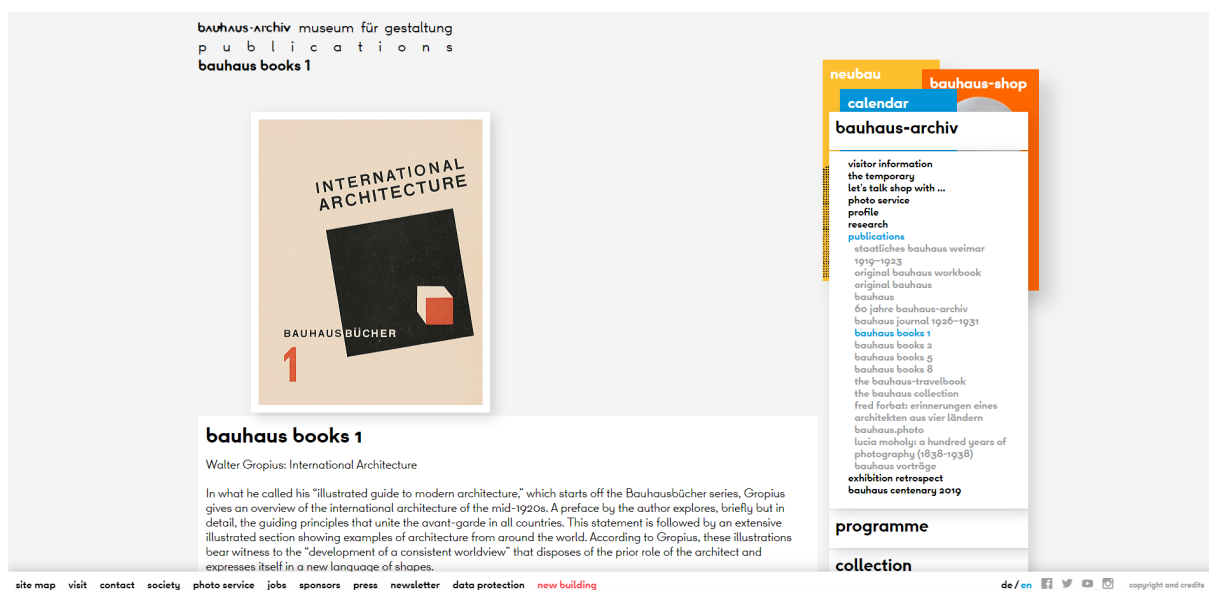 bauhaus-archiv museum für gestaltung
publications
bauhaus books 1
neubau
bauhaus-shop
calendar
bauhaus-archiv
visitor information
the temporary
let's talk shop with ...
photo service
profile
research
publications
staatliches bauhaus weimar
1919–1923
original bauhaus workbook
original bauhaus
bauhaus
60 jahre bauhaus-archiv
bauhaus journal 1926–1931
bauhaus books 1
bauhaus books 2
bauhaus books 5
bauhaus books 8
the bauhaus-travelbook
the bauhaus collection
fred forbat: erinnerungen eines
architekten aus vier ländern
bauhaus.photo
lucia moholy: a hundred years of
photography (1838-1938)
bauhaus vorträge
exhibition retrospect
bauhaus centenary 2019
programme
collection
INTERNATIONAL
ARCHITECTURE
BAUHAUSBÜCHER
1
bauhaus books 1
Walter Gropius: International Architecture
In what he called his “illustrated guide to modern architecture,” which starts off the Bauhausbücher series, Gropius
gives an overview of the international architecture of the mid-1920s. A preface by the author explores, briefly but in
detail, the guiding principles that unite the avant-garde in all countries. This statement is followed by an extensive
illustrated section showing examples of architecture from around the world. According to Gropius, these illustrations
bear witness to the “development of a consistent worldview” that disposes of the prior role of the architect and
expresses itself in a new language of shapes.
site map visit contact society photo service jobs sponsors press newsletter data protection new building
de / en
copyright and credits